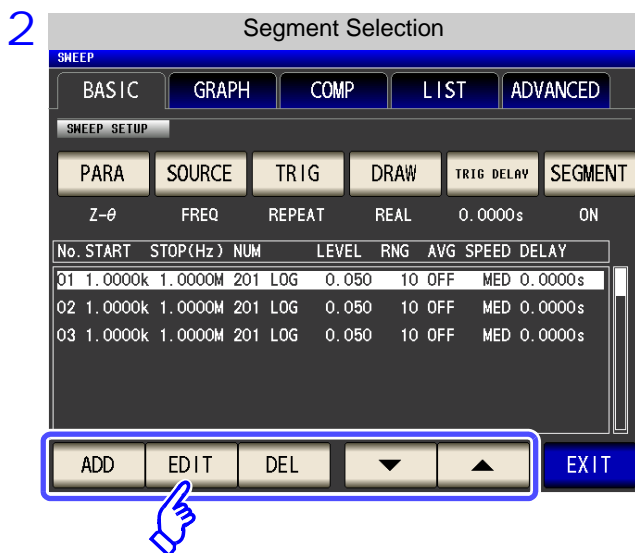 2
Segment Selection
SWEEP
BASIC GRAPH COMP LIST ADVANCED
SWEEP SETUP
PARA SOURCE TRIG DRAW TRIG DELAY SEGMENT
Z-θ FREQ REPEAT REAL 0.0000s ON
No. START STOP(Hz) NUM LEVEL RNG AVG SPEED DELAY
01 1.0000k 1.0000M 201 LOG 0.050 10 OFF MED 0.0000s
02 1.0000k 1.0000M 201 LOG 0.050 10 OFF MED 0.0000s
03 1.0000k 1.0000M 201 LOG 0.050 10 OFF MED 0.0000s
ADD EDIT DEL ▼ ▲ EXIT